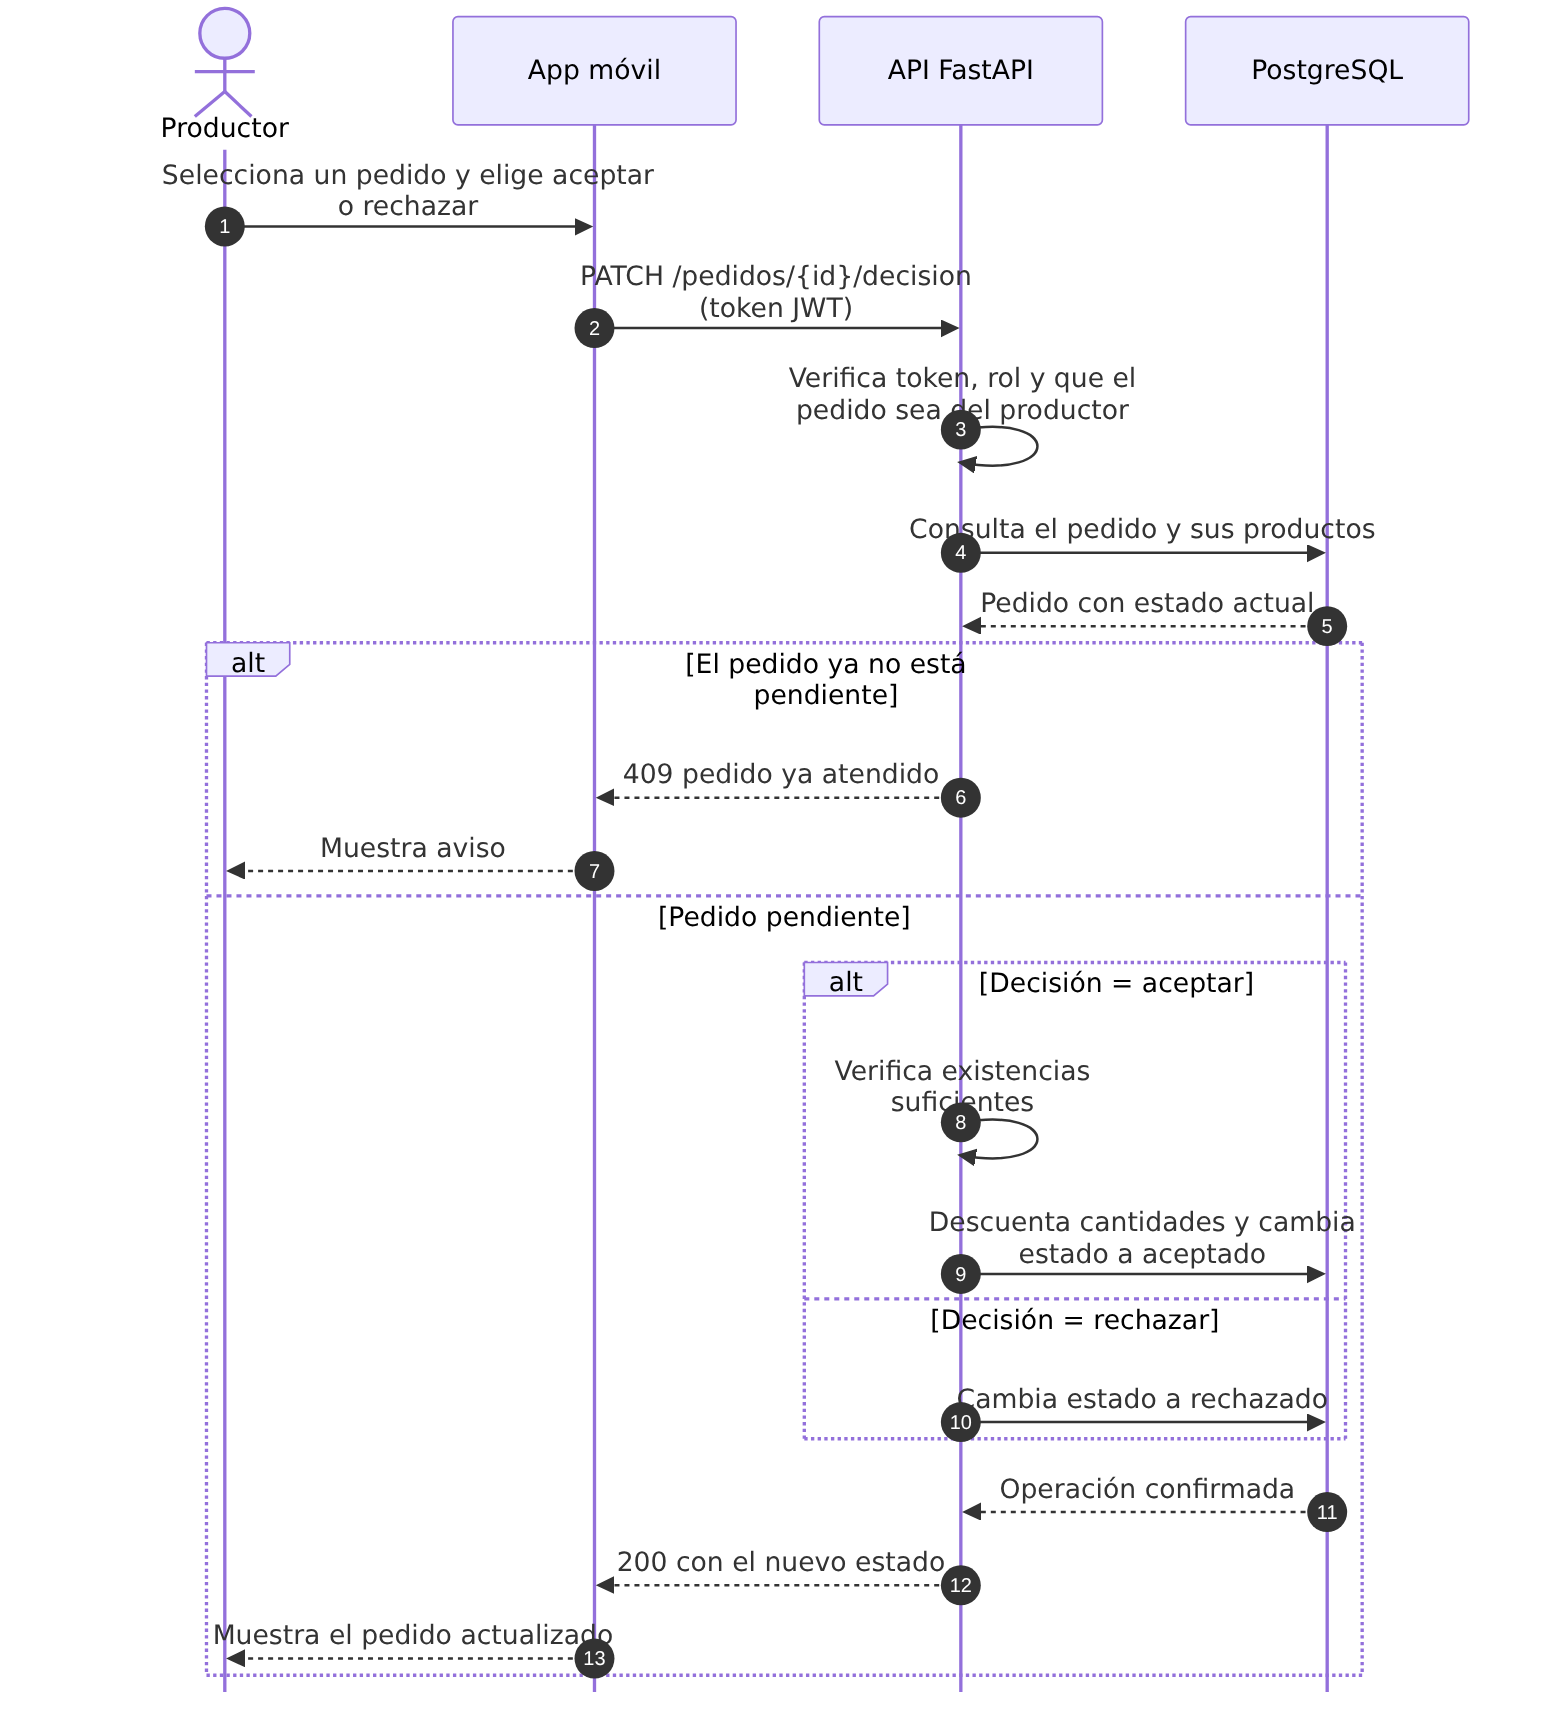 Productor
App móvil
API FastAPI
PostgreSQL
Selecciona un pedido y elige aceptar
o rechazar
1
PATCH /pedidos/{id}/decision
(token JWT)
2
Verifica token, rol y que el
pedido sea del productor
3
Consulta el pedido y sus productos
4
Pedido con estado actual
5
alt
[El pedido ya no está
pendiente]
409 pedido ya atendido
6
Muestra aviso
7
[Pedido pendiente]
alt
[Decisión = aceptar]
Verifica existencias
suficientes
8
Descuenta cantidades y cambia
estado a aceptado
9
[Decisión = rechazar]
Cambia estado a rechazado
10
Operación confirmada
11
200 con el nuevo estado
12
Muestra el pedido actualizado
13